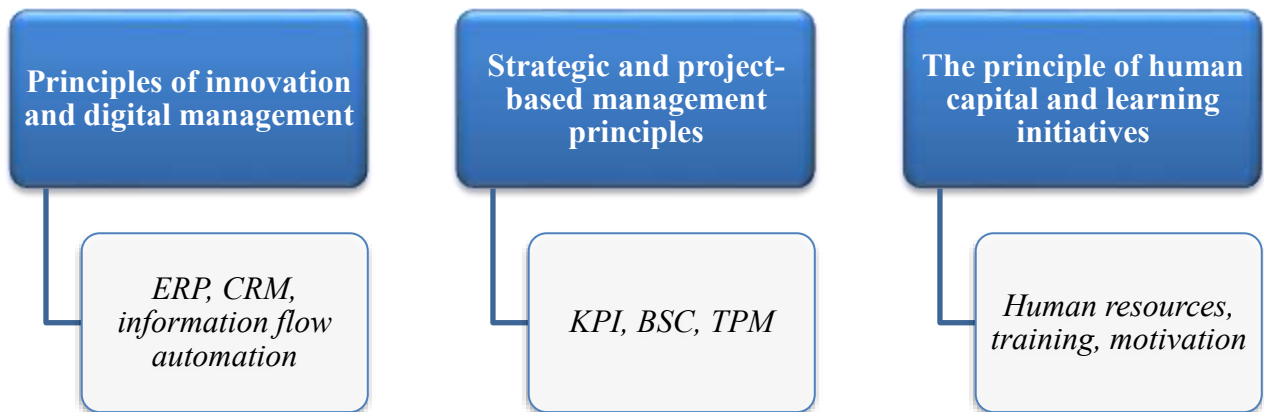 Principles of innovation
and digital management
ERP, CRM,
information flow
automation
Strategic and project-
based management
principles
KPI, BSC, TPM
The principle of human
capital and learning
initiatives
Human resources,
training, motivation